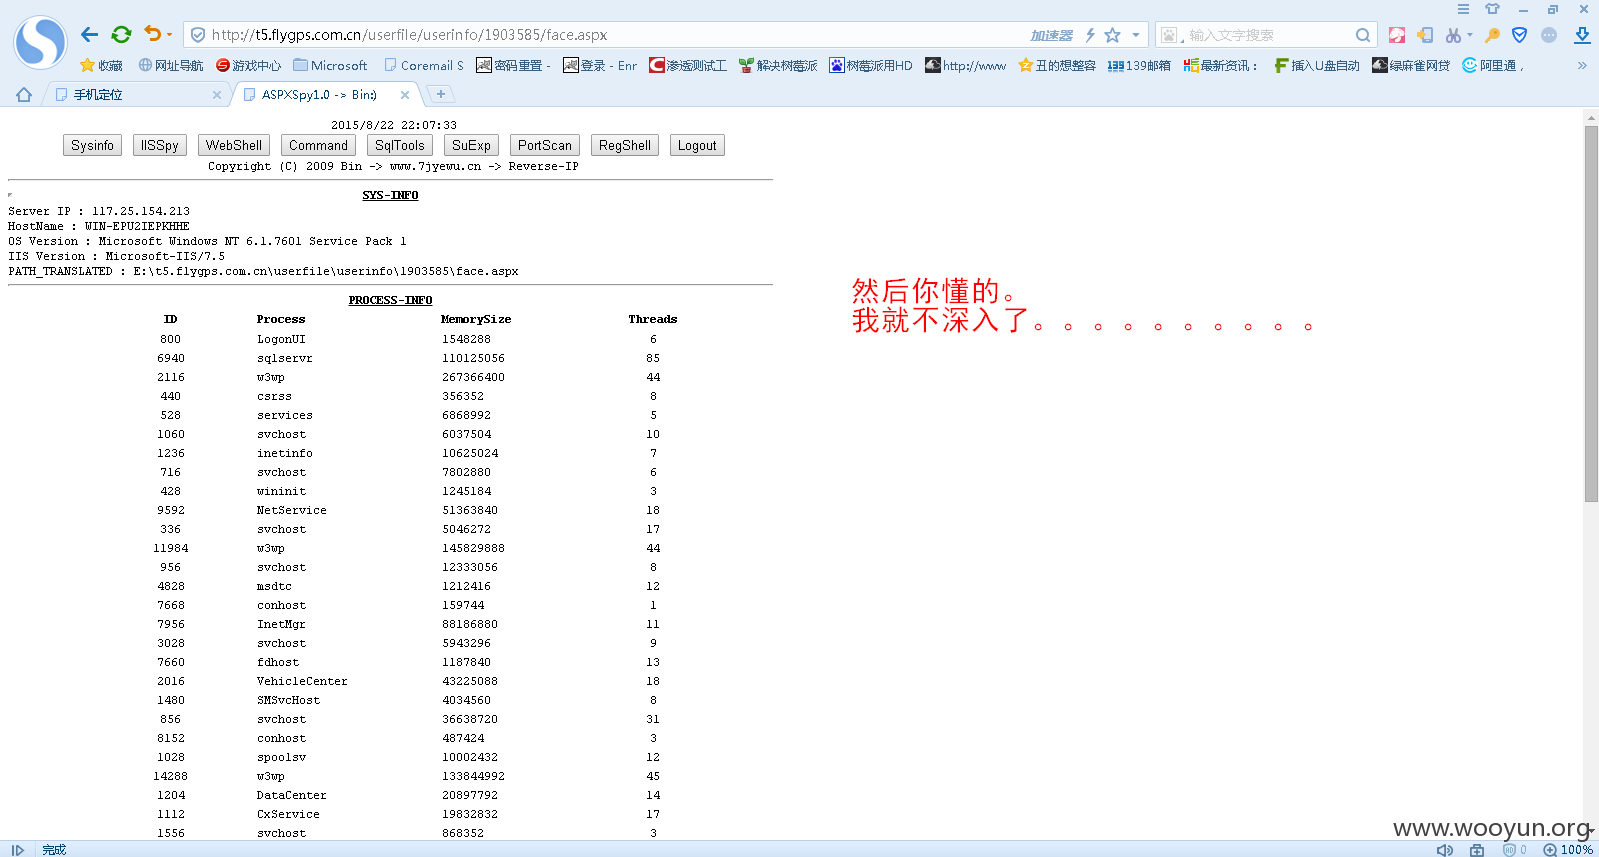 http://t5.flygps.com.cn/userfile/userinfo/1903585/face.aspx
加速器
输入文字搜索
收藏 网址导航 游戏中心 Microsoft Coremail S 密码重置 - 登录 - Enr 渗透测试工 解决树莓派 树莓派用HD http://www 丑的想整容 139邮箱 最新资讯： 插入U盘自动 绿麻雀网贷 阿里通，
手机定位 ASPXSpy1.0 -> Bin:)
2015/8/22 22:07:33
Sysinfo IISSpy WebShell Command SqlTools SuExp PortScan RegShell Logout
Copyright (C) 2009 Bin -> www.7jyewu.cn -> Reverse-IP
SYS-INFO
Server IP : 117.25.154.213
HostName : WIN-EPU2IEPKHHE
OS Version : Microsoft Windows NT 6.1.7601 Service Pack 1
IIS Version : Microsoft-IIS/7.5
PATH_TRANSLATED : E:\t5.flygps.com.cn\userfile\userinfo\1903585\face.aspx
然后你懂的。
我就不深入了。。。。。。。。。。
PROCESS-INFO
ID Process MemorySize Threads
800 LogonUI 1548288 6
6940 sqlservr 110125056 85
2116 w3wp 267366400 44
440 csrss 356352 8
528 services 6868992 5
1060 svchost 6037504 10
1236 inetinfo 10625024 7
716 svchost 7802880 6
428 wininit 1245184 3
9592 NetService 51363840 18
336 svchost 5046272 17
11984 w3wp 145829888 44
956 svchost 12333056 8
4828 msdtc 1212416 12
7668 conhost 159744 1
7956 InetMgr 88186880 11
3028 svchost 5943296 9
7660 fdhost 1187840 13
2016 VehicleCenter 43225088 18
1480 SMSvcHost 4034560 8
856 svchost 36638720 31
8152 conhost 487424 3
1028 spoolsv 10002432 12
14288 w3wp 133844992 45
1204 DataCenter 20897792 14
1112 CxService 19832832 17
1556 svchost 868352 3
www.wooyun.org
完成 0 100%